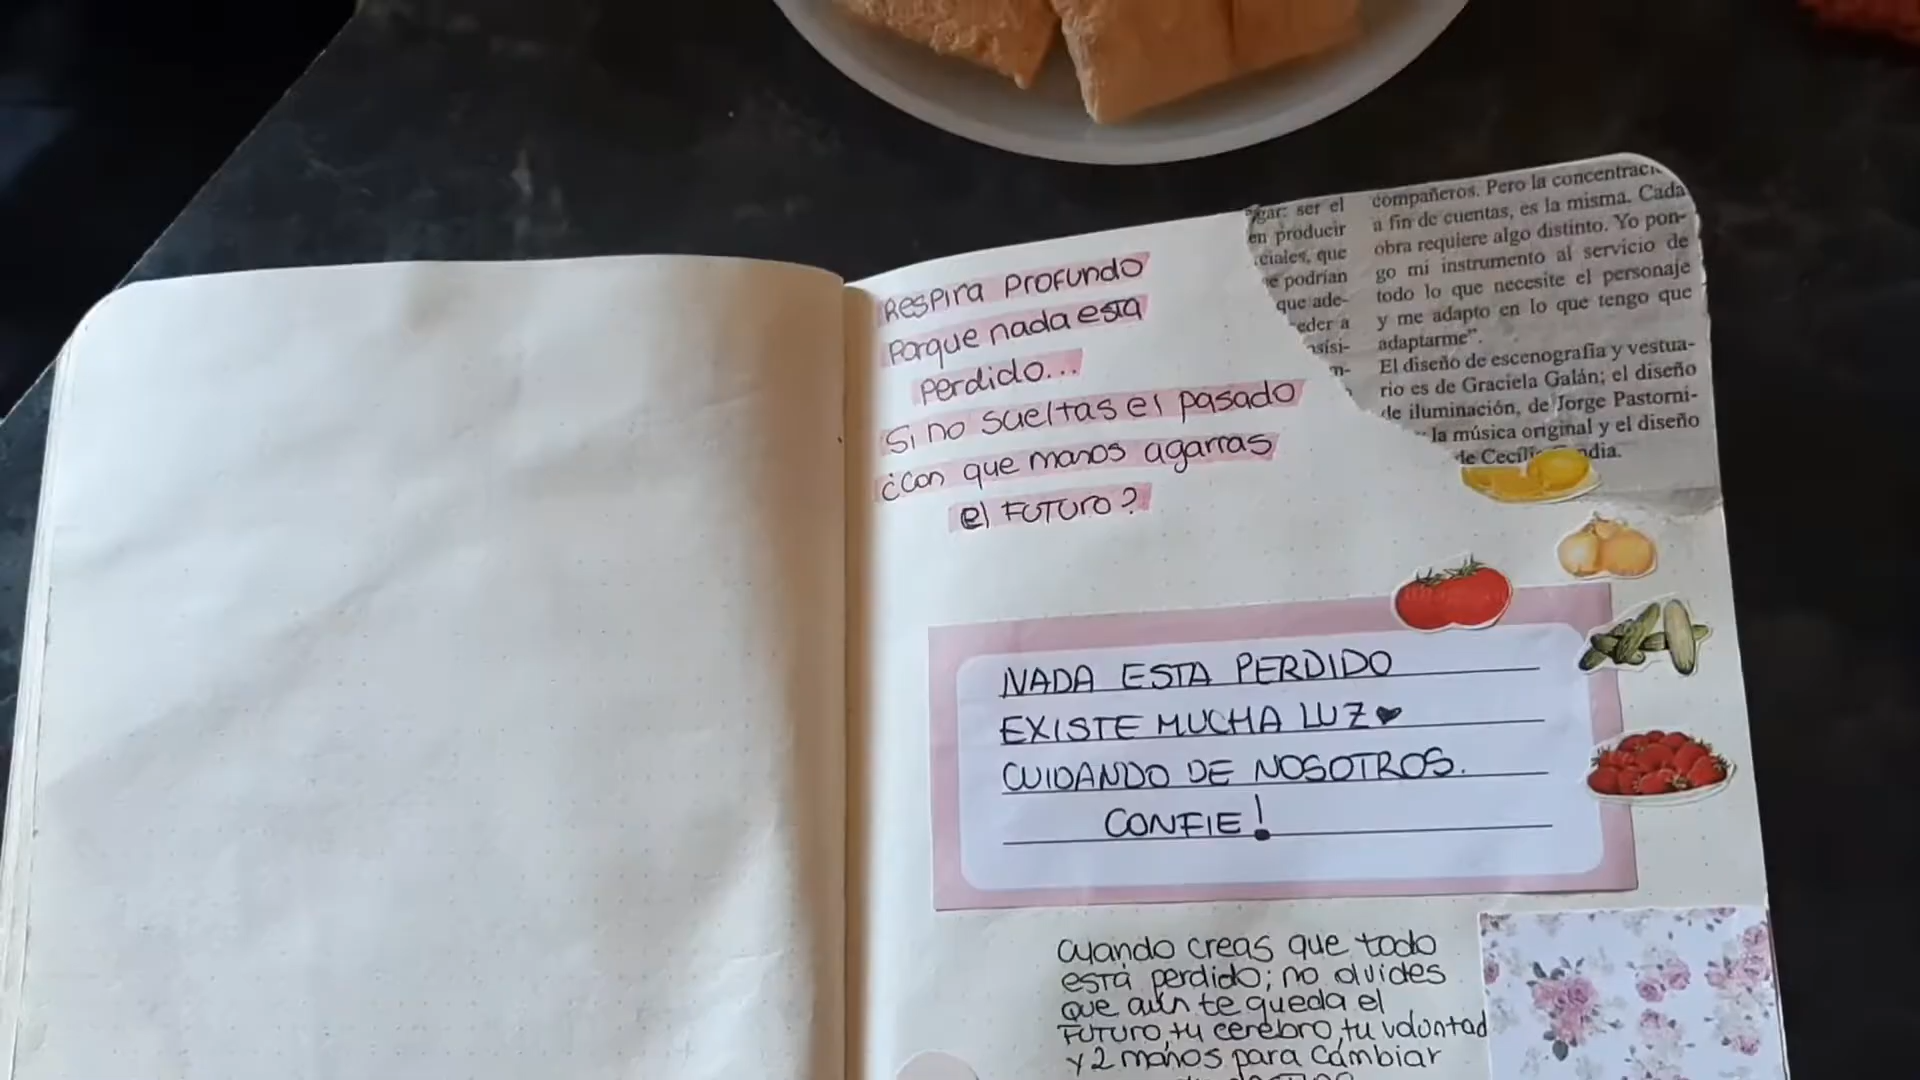 Respira profundo
porque nada esta
perdido...
Si no sueltas el pasado
¿con que manos agarras
el Futuro?
ser el
en producir
ciales, que
podrían
que ade-
eder a
compañeros. Pero la
a fin de cuentas, es la misma. Cada
obra requiere algo distinto. Yo pon-
go mi instrumento al servicio de
todo lo que necesite el personaje
y me adapto en lo que tengo que
adaptarme".
El diseño de escenografía y vestua-
rio es de Graciela Galán; el diseño
de iluminación, de Jorge Pastorni-
la música original y el diseño
de
NADA ESTA PERDIDO
EXISTE MUCHA LUZ♥
CUIDANDO DE NOSOTROS.
CONFIE!
Cuando creas que todo
está perdido; no olvides
que aún te queda el
Futuro, tu cerebro, tu voluntad
y 2 manos para cambiar